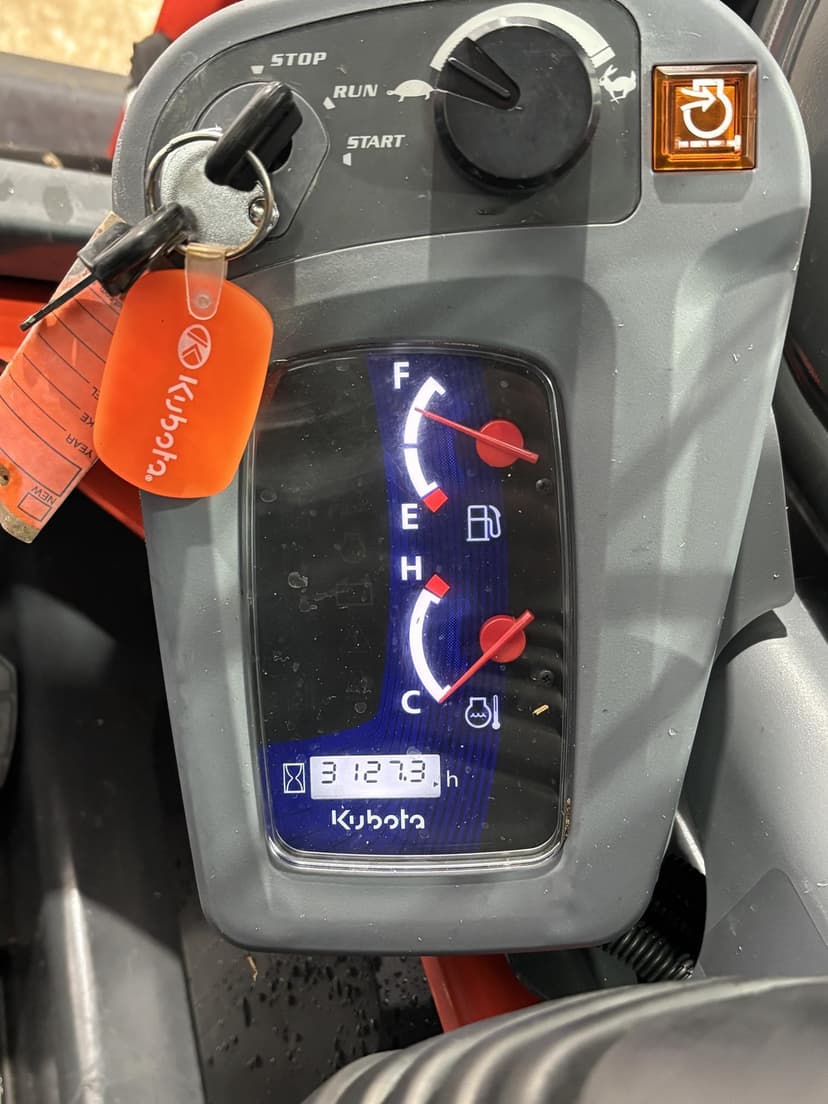 STOP
RUN
START
Kubota
YEAR
NEW
F
E
H
C
3127.3 h
Kubota